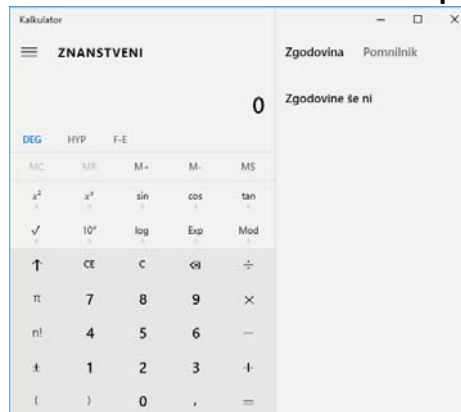 Kalkulator
ZNANSTVENI
Zgodovina Pomnilnik
0
Zgodovine še ni
DEG HYP F-E
MC MR M+ M- MS
x² xʸ sin cos tan
√ 10ˣ log Exp Mod
↑ CE C ⌫ ÷
π 7 8 9 ×
n! 4 5 6 −
± 1 2 3 +
( ) 0 , =